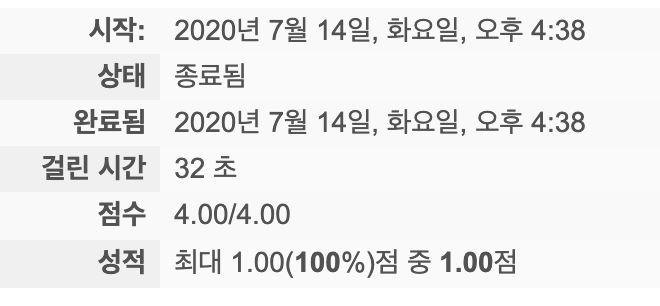 시작: 2020년 7월 14일, 화요일, 오후 4:38
상태 종료됨
완료됨 2020년 7월 14일, 화요일, 오후 4:38
걸린 시간 32 초
점수 4.00/4.00
성적 최대 1.00(100%)점 중 1.00점